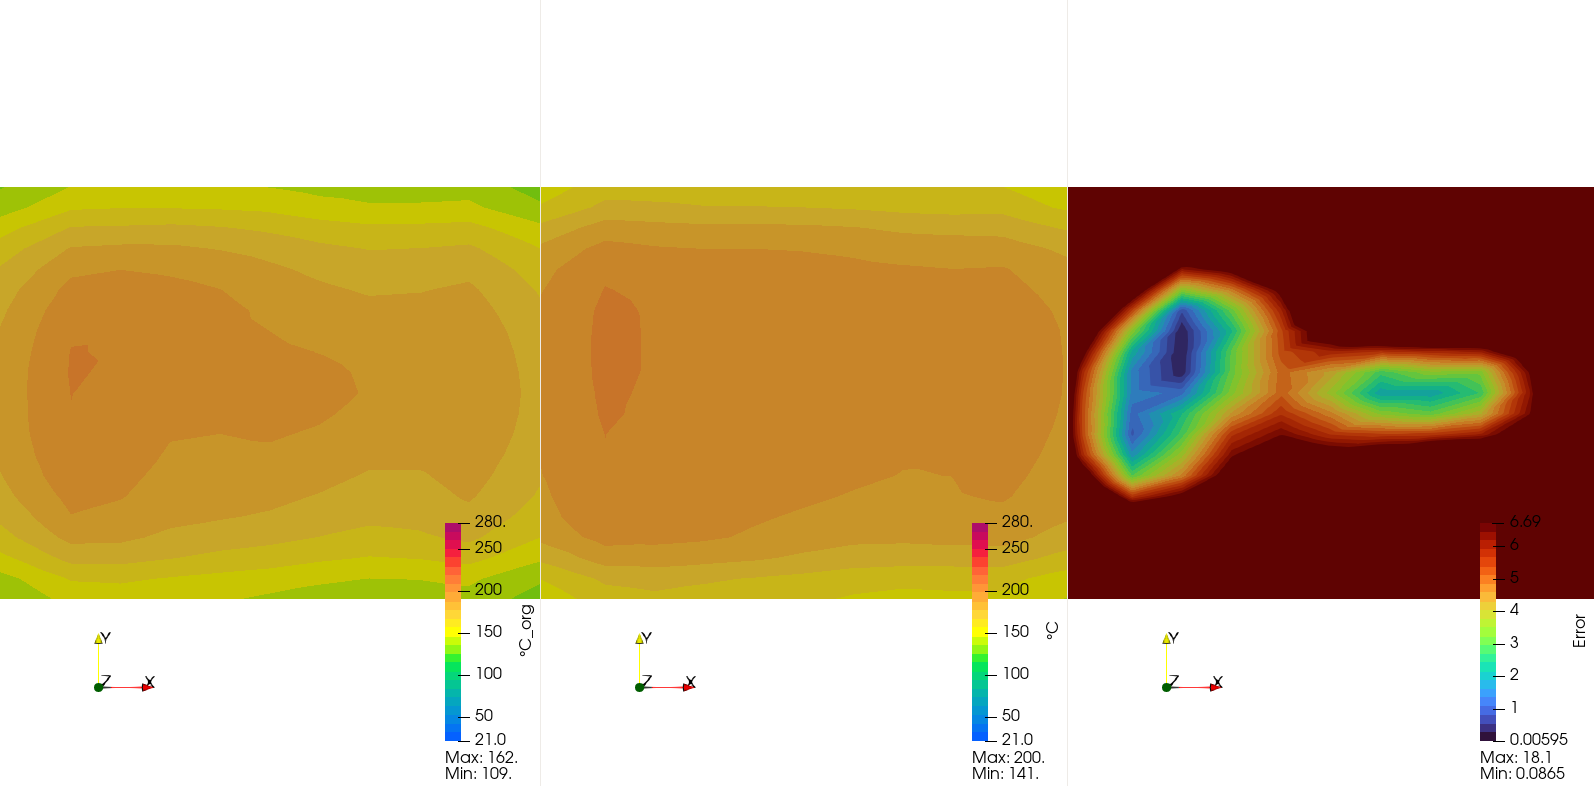 280.
250
200
150
100
50
21.0
°C_org
Max: 162.
Min: 109.
Y
Z
X
280.
250
200
150
100
50
21.0
°C
Max: 200.
Min: 141.
Y
Z
X
6.69
6
5
4
3
2
1
0.00595
Error
Max: 18.1
Min: 0.0865
Y
Z
X